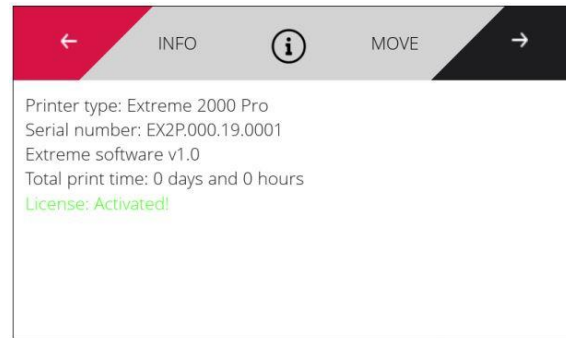 INFO MOVE
Printer type: Extreme 2000 Pro
Serial number: EX2P.000.19.0001
Extreme software v1.0
Total print time: 0 days and 0 hours
License: Activated!